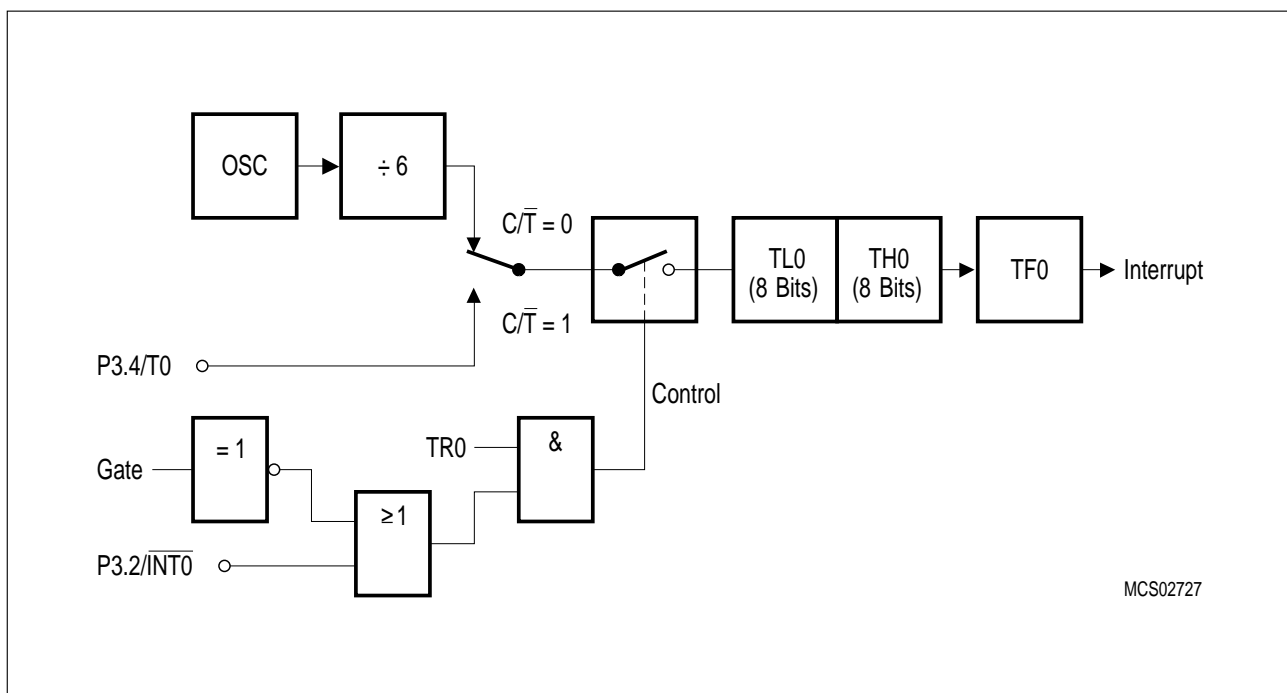 OSC
÷ 6
C/T̅ = 0
TL0
(8 Bits)
TH0
(8 Bits)
TF0
Interrupt
C/T̅ = 1
P3.4/T0
Control
Gate
= 1
TR0
&
≥1
P3.2/I̅N̅T̅0̅
MCS02727